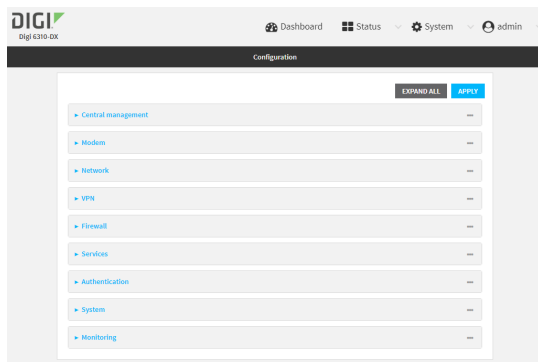 DIGI
Digi 6310-DX
Dashboard Status System admin
Configuration
EXPAND ALL APPLY
Central management
Modem
Network
VPN
Firewall
Services
Authentication
System
Monitoring